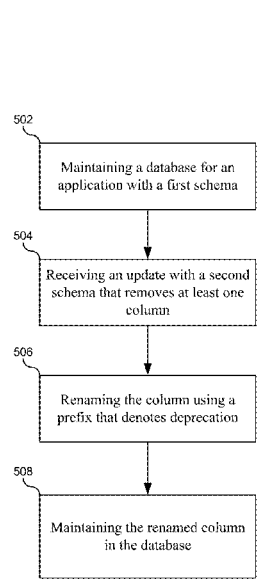 502
Maintaining a database for an
application with a first schema
504
Receiving an update with a second
schema that removes at least one
column
506
Renaming the column using a
prefix that denotes deprecation
508
Maintaining the renamed column
in the database